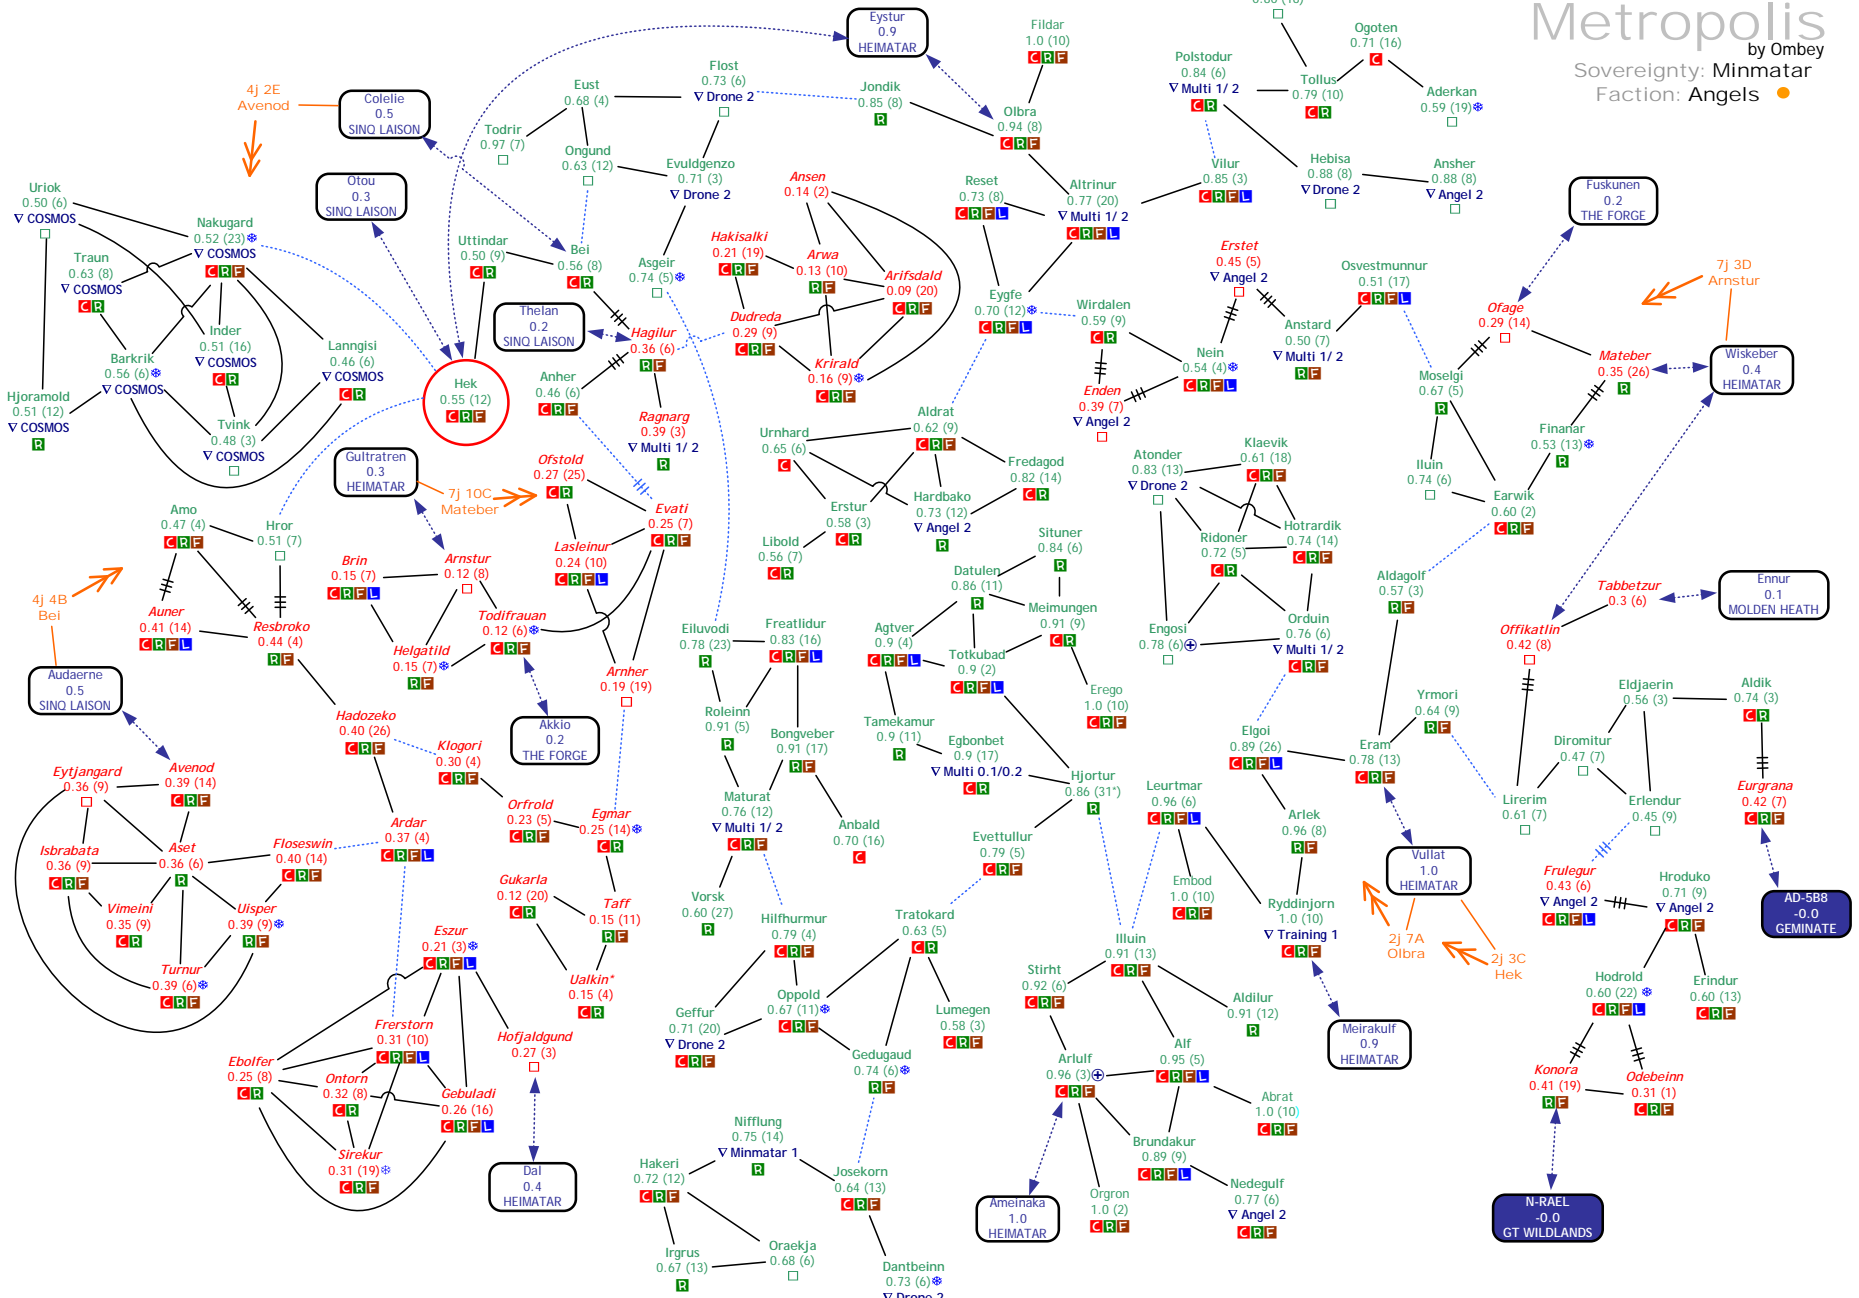 Metropolis
by Ombey
Sovereignty: Minmatar
Faction: Angels
Eystur
0.9
HEIMATAR
Fildar
1.0 (10)
C R F
Ogoten
0.71 (16)
C
Polstodur
0.84 (6)
∇ Multi 1/ 2
C R
Tollus
0.79 (10)
C R
Aderkan
0.59 (19)
4j 2E
Avenod
Colelie
0.5
SINQ LAISON
Eust
0.68 (4)
Flost
0.73 (6)
∇ Drone 2
Jondik
0.85 (8)
R
Olbra
0.94 (8)
C R F
Todrir
0.97 (7)
Ongund
0.63 (12)
Evuldgenzo
0.71 (3)
∇ Drone 2
Hebisa
0.88 (8)
∇ Drone 2
Ansher
0.88 (8)
∇ Angel 2
Vilur
0.85 (3)
C R F L
Uriok
0.50 (6)
∇ COSMOS
Otou
0.3
SINQ LAISON
Ansen
0.14 (2)
Reset
0.73 (8)
C R F L
Altrinur
0.77 (20)
∇ Multi 1/ 2
C R F L
Fuskunen
0.2
THE FORGE
Nakugard
0.52 (23)
∇ COSMOS
C R F
Traun
0.63 (8)
∇ COSMOS
C R
Uttindar
0.50 (9)
C R
Bei
0.56 (8)
C R
Asgeir
0.74 (5)
Hakisalki
0.21 (19)
C R F
Arwa
0.13 (10)
R F
Arifsdald
0.09 (20)
C R F
Erstet
0.45 (5)
∇ Angel 2
Osvestmunnur
0.51 (17)
C R F L
7j 3D
Arnstur
Thelan
0.2
SINQ LAISON
Hagilur
0.36 (6)
R F
Dudreda
0.29 (9)
C R F
Eygfe
0.70 (12)
C R F L
Wirdalen
0.59 (9)
C R
Anstard
0.50 (7)
∇ Multi 1/ 2
R F
Ofage
0.29 (14)
Inder
0.51 (16)
∇ COSMOS
C R
Lanngisi
0.46 (6)
∇ COSMOS
C R
Barkrik
0.56 (6)
∇ COSMOS
Hek
0.55 (12)
C R F
Anher
0.46 (6)
C R F
Krirald
0.16 (9)
C R F
Nein
0.54 (4)
C R F L
Mateber
0.35 (26)
R
Wiskeber
0.4
HEIMATAR
Hjoramold
0.51 (12)
∇ COSMOS
R
Tvink
0.48 (3)
∇ COSMOS
Ragnarg
0.39 (3)
∇ Multi 1/ 2
R
Enden
0.39 (7)
∇ Angel 2
Moselgi
0.67 (5)
R
Aldrat
0.62 (9)
C R F
Urnhard
0.65 (6)
C
Finanar
0.53 (13)
R
Gultratren
0.3
HEIMATAR
7j 10C
Mateber
Ofstold
0.27 (25)
C R
Fredagod
0.82 (14)
C R
Atonder
0.83 (13)
∇ Drone 2
Klaevik
0.61 (18)
C R F
Iluin
0.74 (6)
Earwik
0.60 (2)
C R F
Evati
0.25 (7)
C R F
Erstur
0.58 (3)
C R
Hardbako
0.73 (12)
∇ Angel 2
R
Amo
0.47 (4)
C R F
Hror
0.51 (7)
Lasleinur
0.24 (10)
C R F L
Libold
0.56 (7)
C R
Situner
0.84 (6)
R
Ridoner
0.72 (5)
C R
Hotrardik
0.74 (14)
C R F
Brin
0.15 (7)
C R F L
Arnstur
0.12 (8)
Datulen
0.86 (11)
R
Aldagolf
0.57 (3)
R F
Tabbetzur
0.3 (6)
Ennur
0.1
MOLDEN HEATH
4j 4B
Bei
Auner
0.41 (14)
C R F L
Resbroko
0.44 (4)
R F
Todifrauan
0.12 (6)
C R F
Meimungen
0.91 (9)
C R
Helgatild
0.15 (7)
R F
Eiluvodi
0.78 (23)
R
Freatlidur
0.83 (16)
C R F L
Agtver
0.9 (4)
C R F L
Totkubad
0.9 (2)
C R F L
Engosi
0.78 (6)
Orduin
0.76 (6)
∇ Multi 1/ 2
C R F
Offikatlin
0.42 (8)
Audaerne
0.5
SINQ LAISON
Arnher
0.19 (19)
Erego
1.0 (10)
C R F
Yrmori
0.64 (9)
R F
Eldjaerin
0.56 (3)
Aldik
0.74 (3)
C R
Hadozeko
0.40 (26)
C R F
Akkio
0.2
THE FORGE
Roleinn
0.91 (5)
R
Bongveber
0.91 (17)
R F
Tamekamur
0.9 (11)
R
Egbonbet
0.9 (17)
∇ Multi 0.1/0.2
C R
Elgoi
0.89 (26)
C R F L
Eram
0.78 (13)
C R F
Diromitur
0.47 (7)
Klogori
0.30 (4)
C R F
Eytjangard
0.36 (9)
Avenod
0.39 (14)
C R F
Hjortur
0.86 (31*)
R
Leurtmar
0.96 (6)
C R F L
Eurgrana
0.42 (7)
C R F
Orfrold
0.23 (5)
C R F
Egmar
0.25 (14)
C R
Maturat
0.76 (12)
∇ Multi 1/ 2
C R F
Lirerim
0.61 (7)
Erlendur
0.45 (9)
Ardar
0.37 (4)
C R F L
Anbald
0.70 (16)
C
Evettullur
0.79 (5)
C R F
Arlek
0.96 (8)
R F
Isbrabata
0.36 (9)
C R F
Aset
0.36 (6)
R
Floseswin
0.40 (14)
C R F
Vullat
1.0
HEIMATAR
Frulegur
0.43 (6)
∇ Angel 2
C R F L
Hroduko
0.71 (9)
∇ Angel 2
C R F
AD-5B8
-0.0
GEMINATE
Gukarla
0.12 (20)
C R
Embod
1.0 (10)
C R F
Vimeini
0.35 (9)
C R
Uisper
0.39 (9)
R F
Taff
0.15 (11)
R F
Vorsk
0.60 (27)
R
Hilfhurmur
0.79 (4)
C R F
Tratokard
0.63 (5)
C R
Ryddinjorn
1.0 (10)
∇ Training 1
C R F
2j 7A
Olbra
2j 3C
Hek
Eszur
0.21 (3)
C R F L
Illuin
0.91 (13)
C R F
Turnur
0.39 (6)
C R F
Ualkin*
0.15 (4)
C R
Stirht
0.92 (6)
C R F
Hodrold
0.60 (22)
C R F L
Erindur
0.60 (13)
C R F
Geffur
0.71 (20)
∇ Drone 2
C R F
Oppold
0.67 (11)
C R F
Lumegen
0.58 (3)
C R F
Aldilur
0.91 (12)
R
Frerstorn
0.31 (10)
C R F L
Hofjaldgund
0.27 (3)
Meirakulf
0.9
HEIMATAR
Ebolfer
0.25 (8)
C R
Ontorn
0.32 (8)
C R
Gebuladi
0.26 (16)
C R F L
Gedugaud
0.74 (6)
R F
Arlulf
0.96 (3)
C R F
Alf
0.95 (5)
C R F L
Abrat
1.0 (10)
C R F
Konora
0.41 (19)
R F
Odebeinn
0.31 (1)
C R F
Nifflung
0.75 (14)
∇ Minmatar 1
R
Sirekur
0.31 (19)
C R F
Dal
0.4
HEIMATAR
Hakeri
0.72 (12)
C R F
Josekorn
0.64 (13)
C R F
Brundakur
0.89 (9)
C R F L
Nedegulf
0.77 (6)
∇ Angel 2
C R F
Ameinaka
1.0
HEIMATAR
Orgron
1.0 (2)
C R F
N-RAEL
-0.0
GT WILDLANDS
Irgrus
0.67 (13)
R
Oraekja
0.68 (6)
Dantbeinn
0.73 (6)
∇ Drone 2